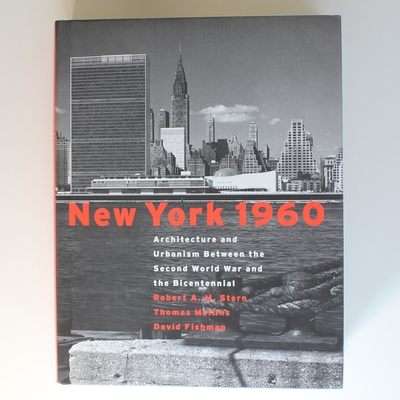 New York 1960
Architecture and
Urbanism Between the
Second World War and
the Bicentennial
Robert A. M. Stern
Thomas Mellins
David Fishman